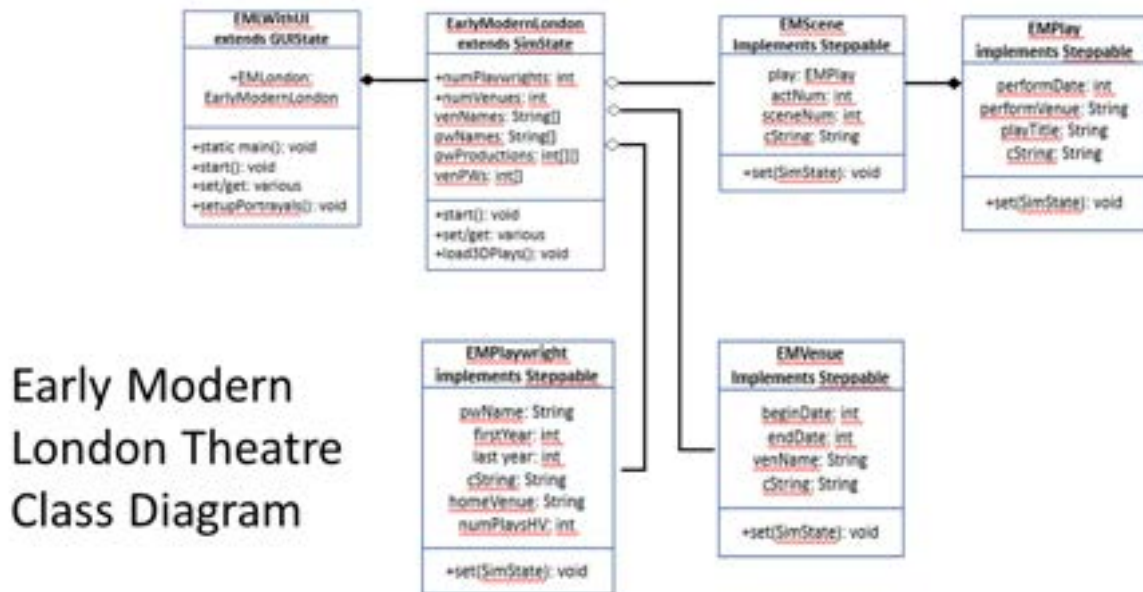 EMLWithUI
extends GUIState
+EMLondon:
EarlyModernLondon
+static main(): void
+start(): void
+set/get: various
+setupPortrayals(): void
EarlyModernLondon
extends SimState
+numPlaywrights: int
+numVenues: int
venNames: String[]
pwNames: String[]
pwProductions: int[][]
venPWs: int[]
+start(): void
+set/get: various
+load3DPlays(): void
EMScene
Implements Steppable
play: EMPlay
actNum: int
sceneNum: int
cString: String
+set(SimState): void
EMPlay
implements Steppable
performDate: int
performVenue: String
playTitle: String
cString: String
+set(SimState): void
EMPlaywright
implements Steppable
pwName: String
firstYear: int
last year: int
cString: String
homeVenue: String
numPlaysHV: int
+set(SimState): void
EMVenue
Implements Steppable
beginDate: int
endDate: int
venName: String
cString: String
+set(SimState): void
Early Modern
London Theatre
Class Diagram